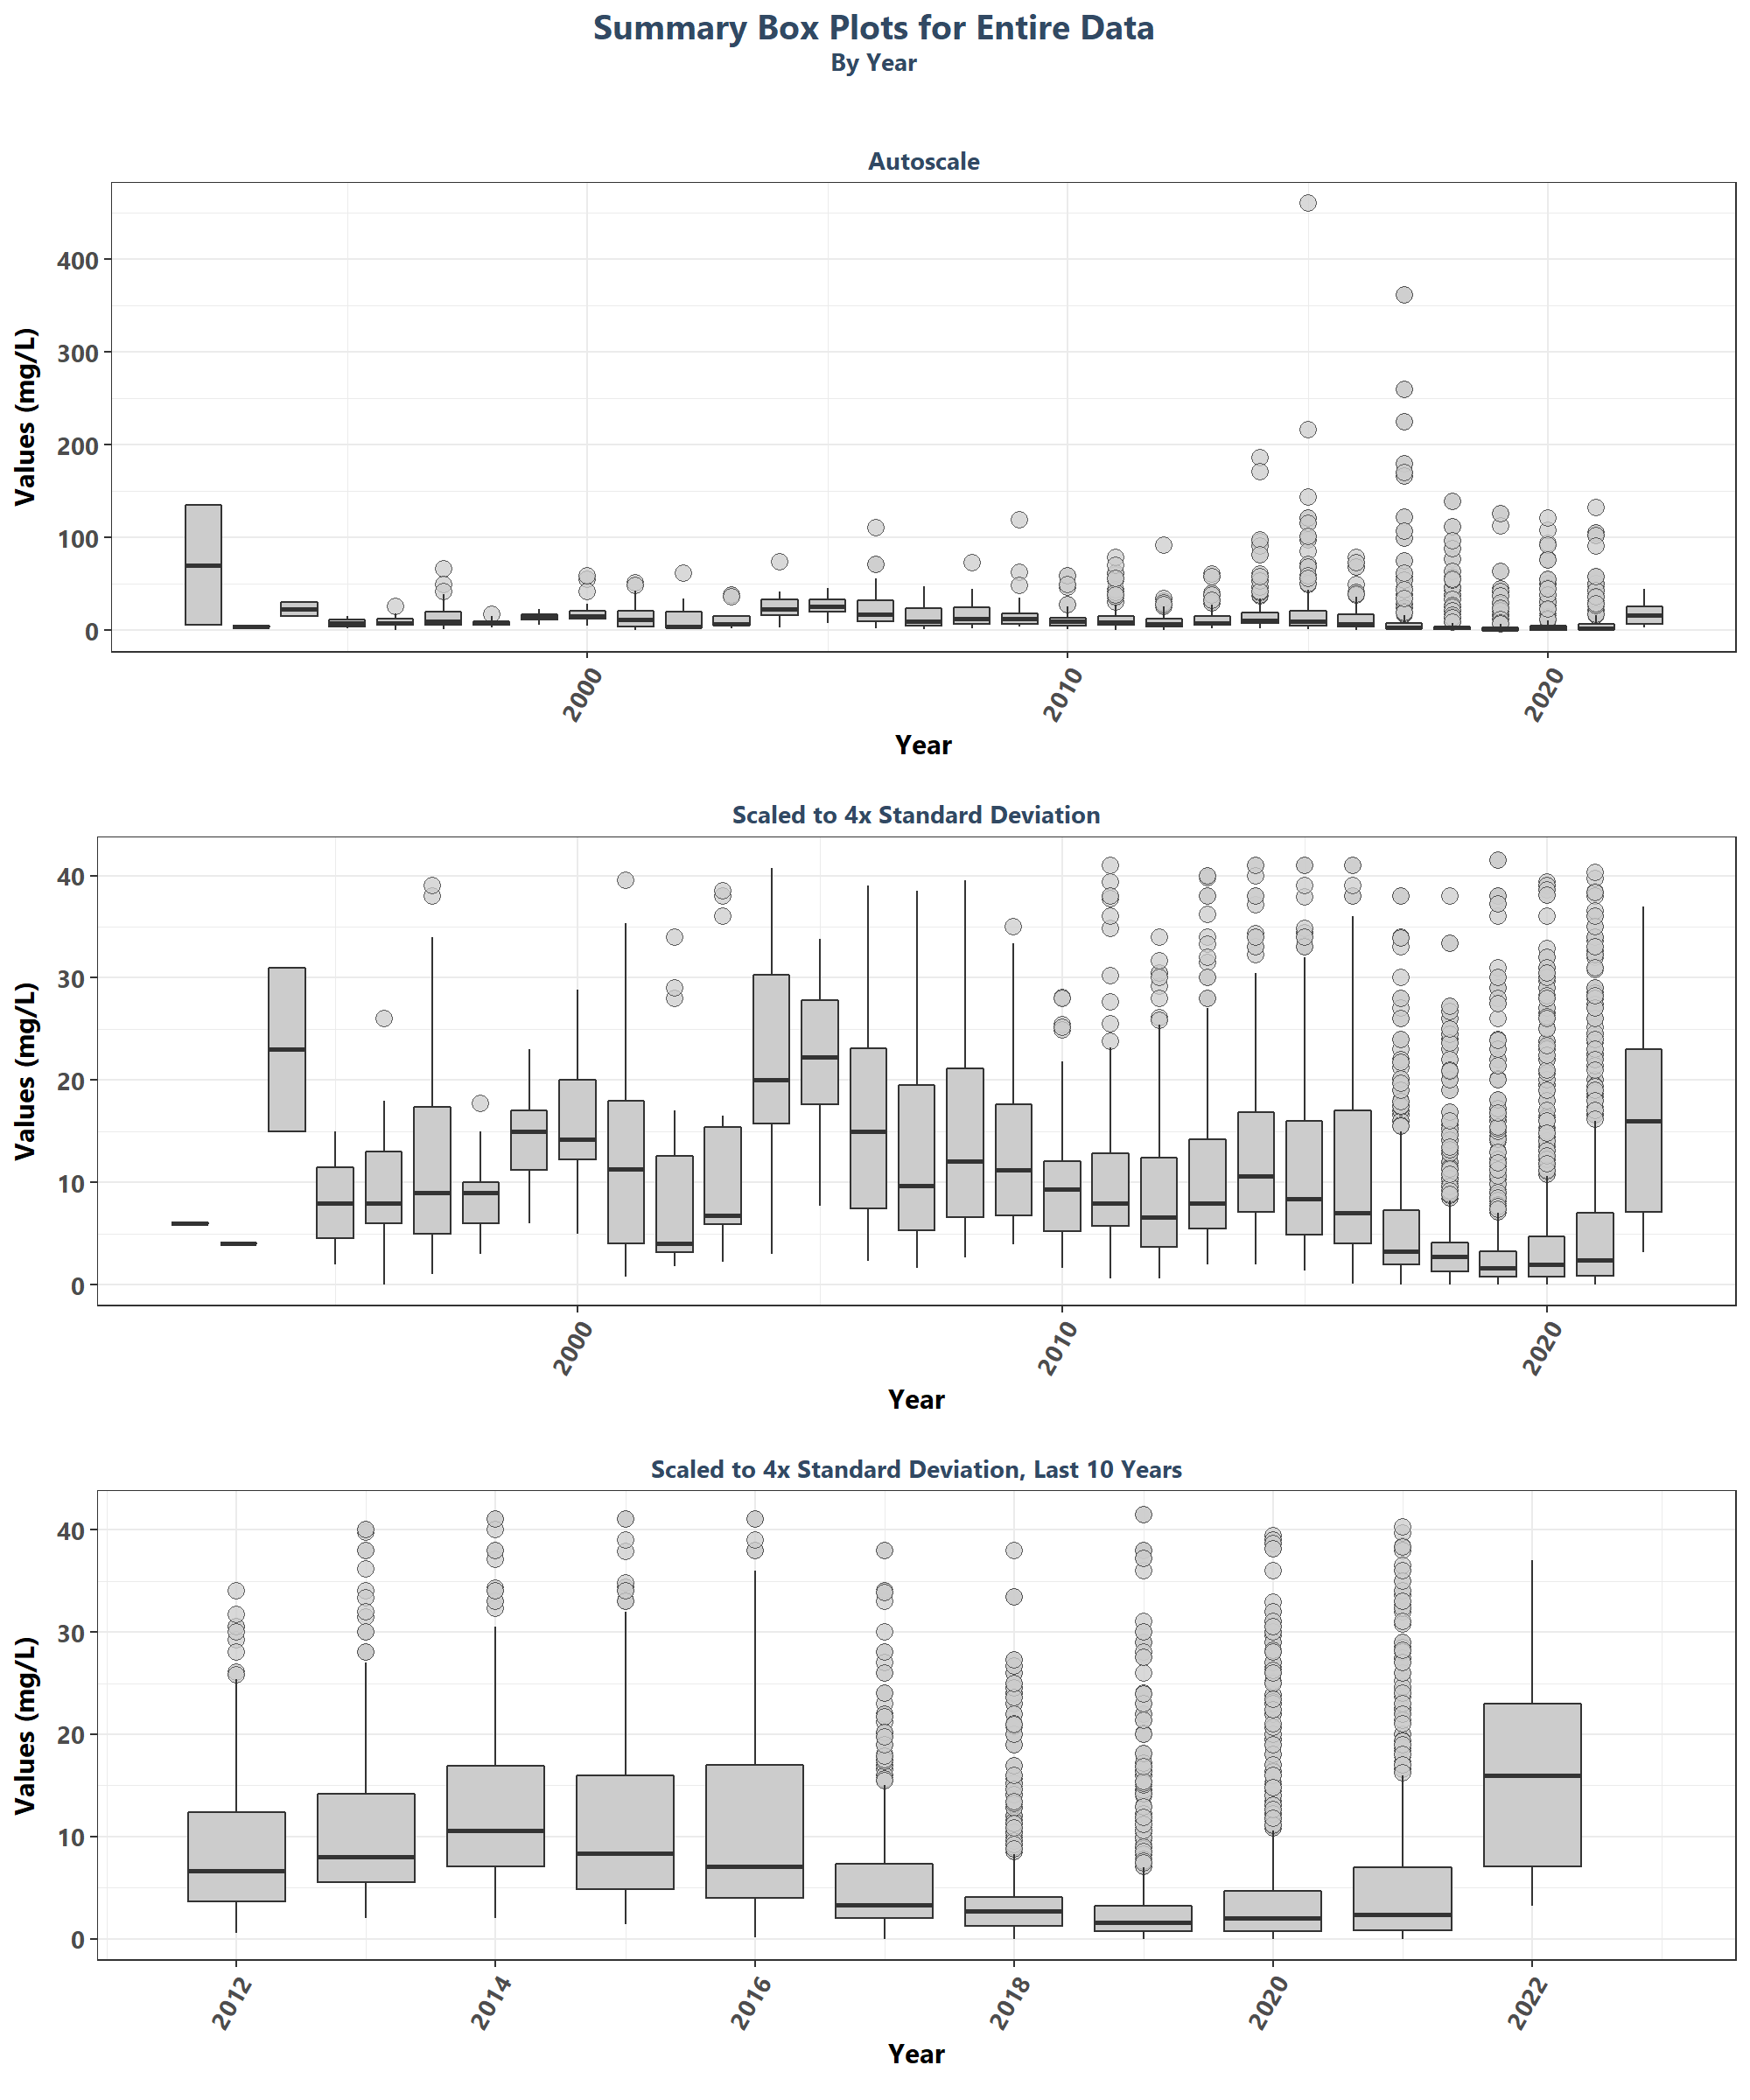 Summary Box Plots for Entire Data
By Year
Autoscale
Values (mg/L)
400
300
200
100
0
2000
2010
2020
Year
Scaled to 4x Standard Deviation
Values (mg/L)
40
30
20
10
0
2000
2010
2020
Year
Scaled to 4x Standard Deviation, Last 10 Years
Values (mg/L)
40
30
20
10
0
2012
2014
2016
2018
2020
2022
Year